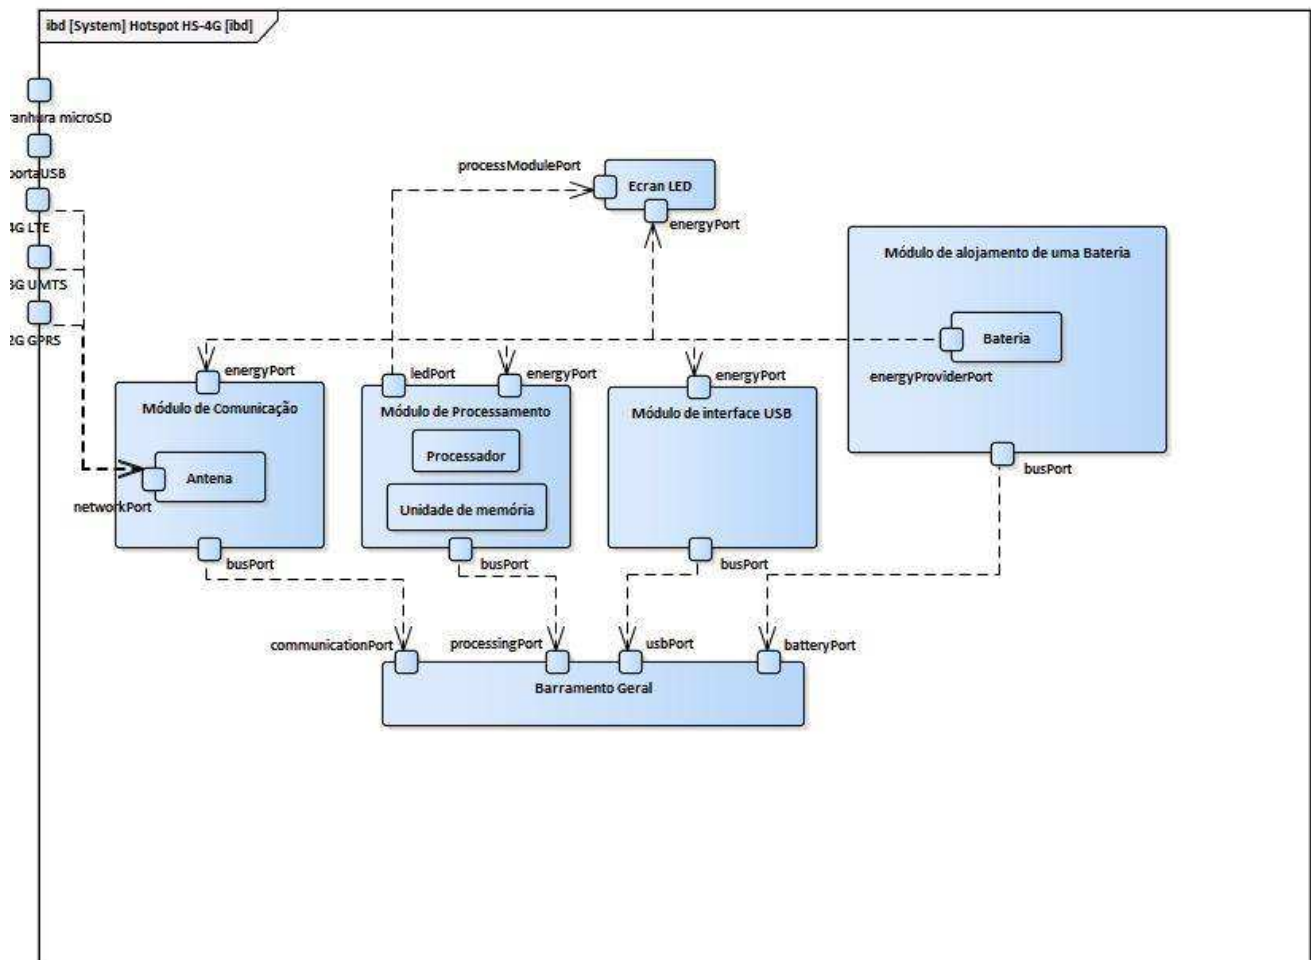 ibd [System] Hotspot HS-4G [ibd]
ranhura microSD
portaUSB
4G LTE
3G UMTS
2G GPRS
processModulePort
Ecran LED
energyPort
Módulo de alojamento de uma Bateria
Bateria
energyProviderPort
busPort
energyPort
Módulo de Comunicação
Antena
networkPort
busPort
ledPort
energyPort
Módulo de Processamento
Processador
Unidade de memória
busPort
energyPort
Módulo de interface USB
busPort
communicationPort
processingPort
usbPort
batteryPort
Barramento Geral